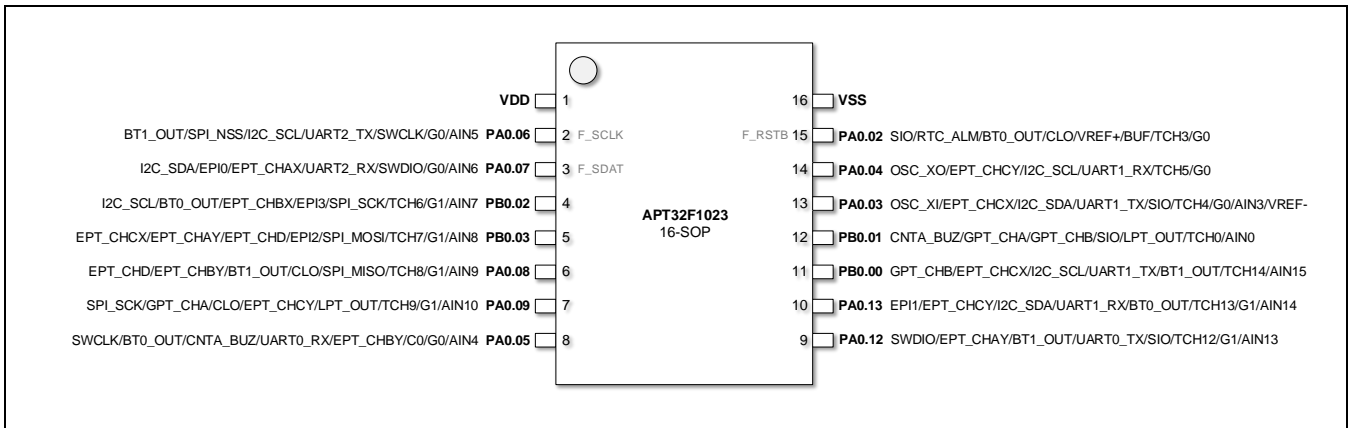 VDD 1 16 VSS
BT1_OUT/SPI_NSS/I2C_SCL/UART2_TX/SWCLK/G0/AIN5 PA0.06 2 F_SCLK F_RSTB 15 PA0.02 SIO/RTC_ALM/BT0_OUT/CLO/VREF+/BUF/TCH3/G0
I2C_SDA/EPI0/EPT_CHAX/UART2_RX/SWDIO/G0/AIN6 PA0.07 3 F_SDAT 14 PA0.04 OSC_XO/EPT_CHCY/I2C_SCL/UART1_RX/TCH5/G0
I2C_SCL/BT0_OUT/EPT_CHBX/EPI3/SPI_SCK/TCH6/G1/AIN7 PB0.02 4 13 PA0.03 OSC_XI/EPT_CHCX/I2C_SDA/UART1_TX/SIO/TCH4/G0/AIN3/VREF-
APT32F1023
16-SOP
EPT_CHCX/EPT_CHAY/EPT_CHD/EPI2/SPI_MOSI/TCH7/G1/AIN8 PB0.03 5 12 PB0.01 CNTA_BUZ/GPT_CHA/GPT_CHB/SIO/LPT_OUT/TCH0/AIN0
EPT_CHD/EPT_CHBY/BT1_OUT/CLO/SPI_MISO/TCH8/G1/AIN9 PA0.08 6 11 PB0.00 GPT_CHB/EPT_CHCX/I2C_SCL/UART1_TX/BT1_OUT/TCH14/AIN15
SPI_SCK/GPT_CHA/CLO/EPT_CHCY/LPT_OUT/TCH9/G1/AIN10 PA0.09 7 10 PA0.13 EPI1/EPT_CHCY/I2C_SDA/UART1_RX/BT0_OUT/TCH13/G1/AIN14
SWCLK/BT0_OUT/CNTA_BUZ/UART0_RX/EPT_CHBY/C0/G0/AIN4 PA0.05 8 9 PA0.12 SWDIO/EPT_CHAY/BT1_OUT/UART0_TX/SIO/TCH12/G1/AIN13